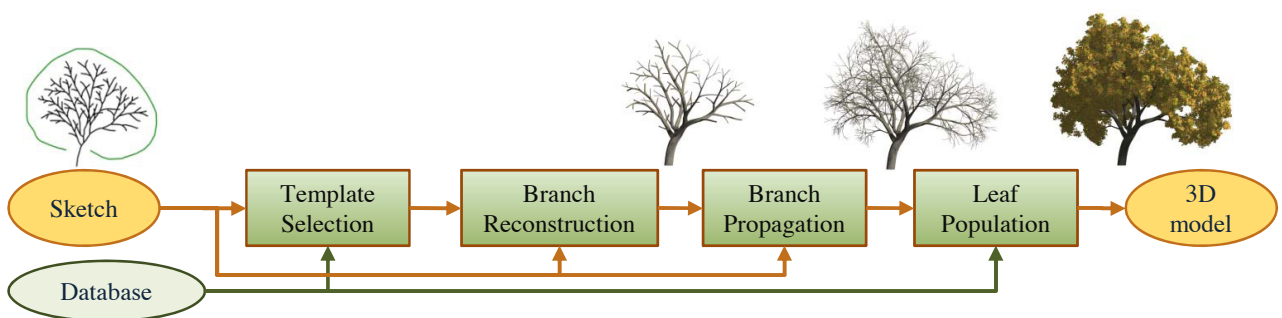 Sketch
Template
Selection
Branch
Reconstruction
Branch
Propagation
Leaf
Population
3D
model
Database